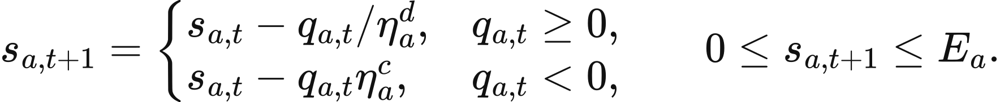 $$s_{a,t+1} = \begin{cases} s_{a,t} - q_{a,t}/\eta_a^d, & q_{a,t} \geq 0, \\ s_{a,t} - q_{a,t}\eta_a^c, & q_{a,t} < 0, \end{cases} \qquad 0 \leq s_{a,t+1} \leq E_a.$$